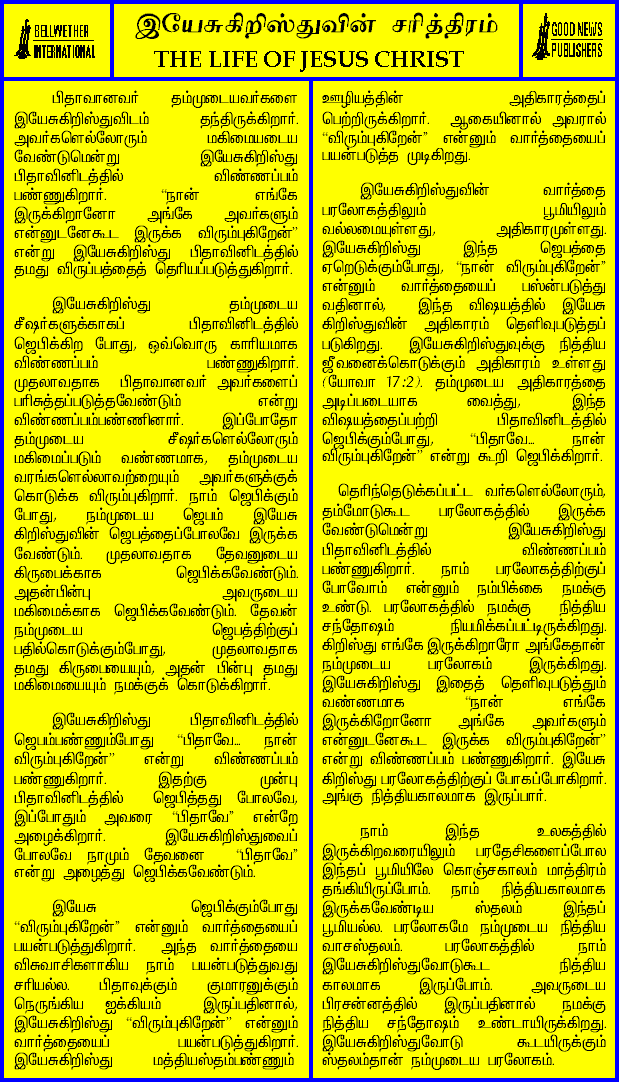 BELLWETHER
INTERNATIONAL
இயேசுகிறிஸ்துவின் சரித்திரம்
THE LIFE OF JESUS CHRIST
GOOD NEWS
PUBLISHERS
பிதாவானவர் தம்முடையவர்களை
இயேசுகிறிஸ்துவிடம் தந்திருக்கிறார்.
அவர்களெல்லோரும் மகிமையடைய
வேண்டுமென்று இயேசுகிறிஸ்து
பிதாவினிடத்தில் விண்ணப்பம்
பண்ணுகிறார். “நான் எங்கே
இருக்கிறானோ அங்கே அவர்களும்
என்னுடனேகூட இருக்க விரும்புகிறேன்”
என்று இயேசுகிறிஸ்து பிதாவினிடத்தில்
தமது விருப்பத்தைத் தெரியப்படுத்துகிறார்.
இயேசுகிறிஸ்து தம்முடைய
சீஷர்களுக்காகப் பிதாவினிடத்தில்
ஜெபிக்கிற போது, ஒவ்வொரு காரியமாக
விண்ணப்பம் பண்ணுகிறார்.
முதலாவதாக பிதாவானவர் அவர்களைப்
பரிசுத்தப்படுத்தவேண்டும் என்று
விண்ணப்பம்பண்ணினார். இப்போதோ
தம்முடைய சீஷர்களெல்லோரும்
மகிமைப்படும் வண்ணமாக, தம்முடைய
வரங்களெல்லாவற்றையும் அவர்களுக்குக்
கொடுக்க விரும்புகிறார். நாம் ஜெபிக்கும்
போது, நம்முடைய ஜெபம் இயேசு
கிறிஸ்துவின் ஜெபத்தைப்போலவே இருக்க
வேண்டும். முதலாவதாக தேவனுடைய
கிருபைக்காக ஜெபிக்கவேண்டும்.
அதன்பின்பு அவருடைய
மகிமைக்காக ஜெபிக்கவேண்டும். தேவன்
நம்முடைய ஜெபத்திற்குப்
பதில்கொடுக்கும்போது, முதலாவதாக
தமது கிருபையையும், அதன் பின்பு தமது
மகிமையையும் நமக்குக் கொடுக்கிறார்.
இயேசுகிறிஸ்து பிதாவினிடத்தில்
ஜெபம்பண்ணும்போது “பிதாவே... நான்
விரும்புகிறேன்” என்று விண்ணப்பம்
பண்ணுகிறார். இதற்கு முன்பு
பிதாவினிடத்தில் ஜெபித்தது போலவே,
இப்போதும் அவரை “பிதாவே” என்றே
அழைக்கிறார். இயேசுகிறிஸ்துவைப்
போலவே நாமும் தேவனை “பிதாவே”
என்று அழைத்து ஜெபிக்கவேண்டும்.
இயேசு ஜெபிக்கும்போது
“விரும்புகிறேன்” என்னும் வார்த்தையைப்
பயன்படுத்துகிறார். அந்த வார்த்தையை
விசுவாசிகளாகிய நாம் பயன்படுத்துவது
சரியல்ல. பிதாவுக்கும் குமாரனுக்கும்
நெருங்கிய ஐக்கியம் இருப்பதினால்,
இயேசுகிறிஸ்து “விரும்புகிறேன்” என்னும்
வார்த்தையைப் பயன்படுத்துகிறார்.
இயேசுகிறிஸ்து மத்தியஸ்தம்பண்ணும்
ஊழியத்தின் அதிகாரத்தைப்
பெற்றிருக்கிறார். ஆகையினால் அவரால்
“விரும்புகிறேன்” என்னும் வார்த்தையைப்
பயன்படுத்த முடிகிறது.
இயேசுகிறிஸ்துவின் வார்த்தை
பரலோகத்திலும் பூமியிலும்
வல்லமையுள்ளது, அதிகாரமுள்ளது.
இயேசுகிறிஸ்து இந்த ஜெபத்தை
ஏறெடுக்கும்போது, “நான் விரும்புகிறேன்”
என்னும் வார்த்தையைப் பஸ்ன்படுத்து
வதினால், இந்த விஷயத்தில் இயேசு
கிறிஸ்துவின் அதிகாரம் தெளிவுபடுத்தப்
படுகிறது. இயேசுகிறிஸ்துவுக்கு நித்திய
ஜீவனைக்கொடுக்கும் அதிகாரம் உள்ளது
(யோவா 17:2). தம்முடைய அதிகாரத்தை
அடிப்படையாக வைத்து, இந்த
விஷயத்தைப்பற்றி பிதாவினிடத்தில்
ஜெபிக்கும்போது, “பிதாவே... நான்
விரும்புகிறேன்” என்று கூறி ஜெபிக்கிறார்.
தெரிந்தெடுக்கப்பட்ட வர்களெல்லோரும்,
தம்மோடுகூட பரலோகத்தில் இருக்க
வேண்டுமென்று இயேசுகிறிஸ்து
பிதாவினிடத்தில் விண்ணப்பம்
பண்ணுகிறார். நாம் பரலோகத்திற்குப்
போவோம் என்னும் நம்பிக்கை நமக்கு
உண்டு. பரலோகத்தில் நமக்கு நித்திய
சந்தோஷம் நியமிக்கப்பட்டிருக்கிறது.
கிறிஸ்து எங்கே இருக்கிறாரோ அங்கேதான்
நம்முடைய பரலோகம் இருக்கிறது.
இயேசுகிறிஸ்து இதைத் தெளிவுபடுத்தும்
வண்ணமாக “நான் எங்கே
இருக்கிறோனோ அங்கே அவர்களும்
என்னுடனேகூட இருக்க விரும்புகிறேன்”
என்று விண்ணப்பம் பண்ணுகிறார். இயேசு
கிறிஸ்து பரலோகத்திற்குப் போகப்போகிறார்.
அங்கு நித்தியகாலமாக இருப்பார்.
நாம் இந்த உலகத்தில்
இருக்கிறவரையிலும் பரதேசிகளைப்போல
இந்தப் பூமியிலே கொஞ்சகாலம் மாத்திரம்
தங்கியிருப்போம். நாம் நித்தியகாலமாக
இருக்கவேண்டிய ஸ்தலம் இந்தப்
பூமியல்ல. பரலோகமே நம்முடைய நித்திய
வாசஸ்தலம். பரலோகத்தில் நாம்
இயேசுகிறிஸ்துவோடுகூட நித்திய
காலமாக இருப்போம். அவருடைய
பிரசன்னத்தில் இருப்பதினால் நமக்கு
நித்திய சந்தோஷம் உண்டாயிருக்கிறது.
இயேசுகிறிஸ்துவோடு கூடயிருக்கும்
ஸ்தலம்தான் நம்முடைய பரலோகம்.